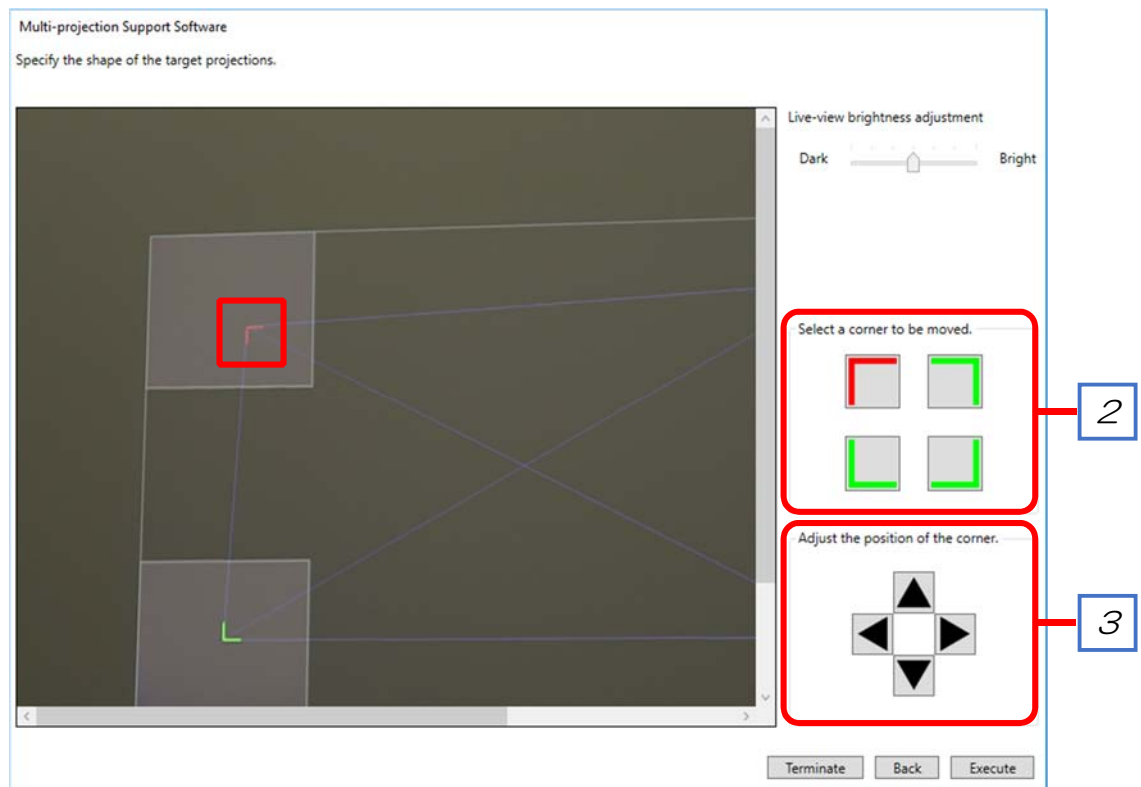 Multi-projection Support Software
Specify the shape of the target projections.
Live-view brightness adjustment
Dark Bright
Select a corner to be moved.
2
Adjust the position of the corner.
3
Terminate Back Execute